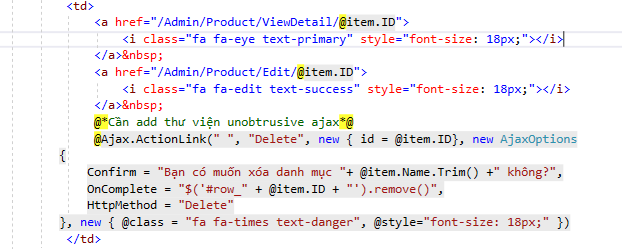 <td>
<a href="/Admin/Product/ViewDetail/@item.ID">
<i class="fa fa-eye text-primary" style="font-size: 18px;"></i>
</a>&nbsp;
<a href="/Admin/Product/Edit/@item.ID">
<i class="fa fa-edit text-success" style="font-size: 18px;"></i>
</a>&nbsp;
@*Cần add thư viện unobtrusive ajax*@
@Ajax.ActionLink(" ", "Delete", new { id = @item.ID}, new AjaxOptions
{
Confirm = "Bạn có muốn xóa danh mục "+ @item.Name.Trim() +" không?",
OnComplete = "$('#row_" + @item.ID + "').remove()",
HttpMethod = "Delete"
}, new { @class = "fa fa-times text-danger", @style="font-size: 18px;" })
</td>